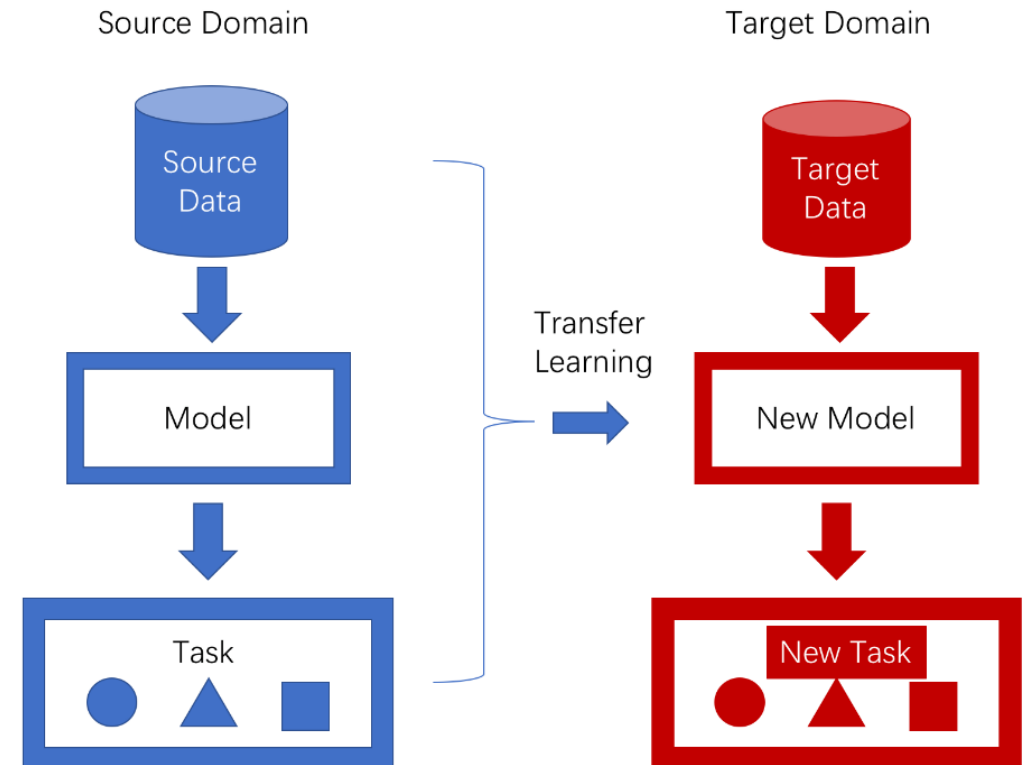 Source Domain
Target Domain
Source
Data
Target
Data
Transfer
Learning
Model
New Model
Task
New Task